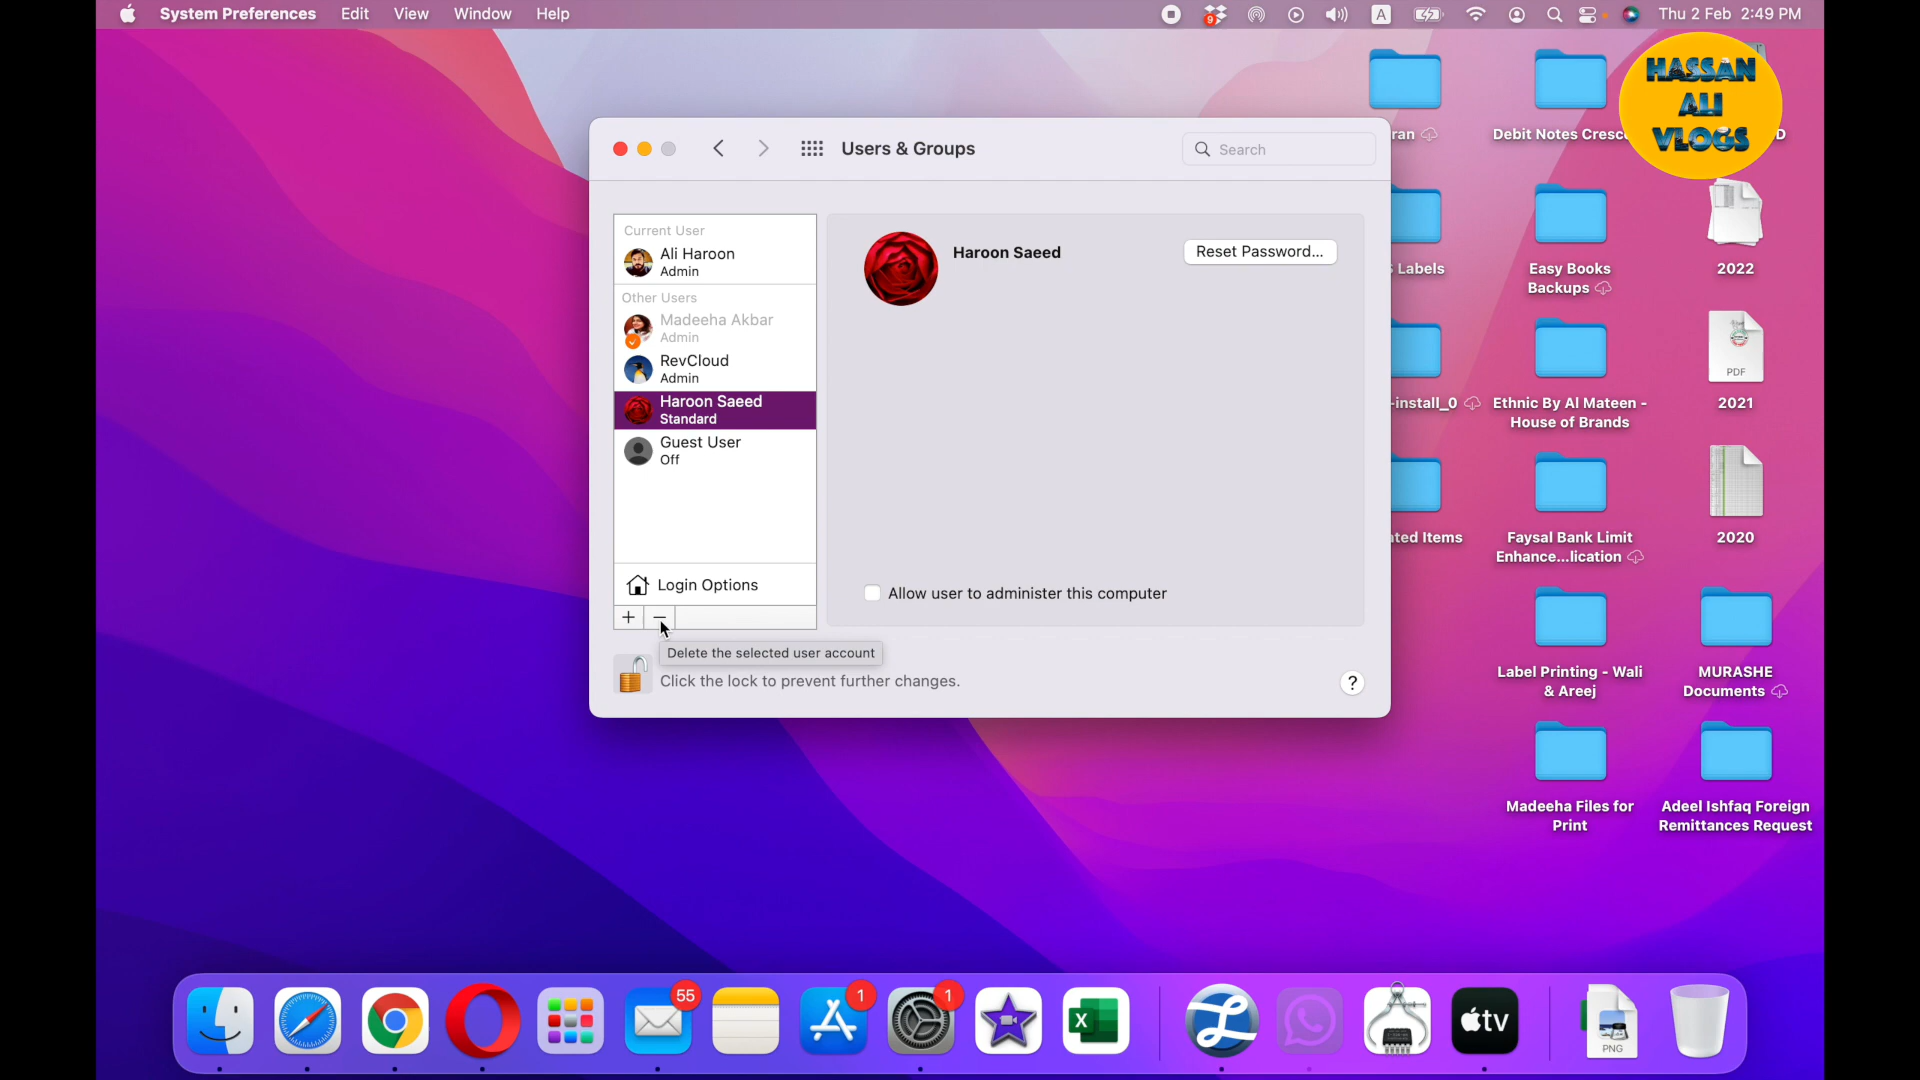 System Preferences Edit View Window Help
9
A
Thu 2 Feb 2:49 PM
HASSAN
ALI
VLOGS
Users & Groups
Search
Current User
Ali Haroon
Admin
Other Users
Madeeha Akbar
Admin
RevCloud
Admin
Haroon Saeed
Standard
Guest User
Off
Login Options
+ −
Haroon Saeed
Reset Password...
Allow user to administer this computer
Delete the selected user account
Click the lock to prevent further changes.
?
ran
Debit Notes Cresc
D
Labels
Easy Books
Backups
2022
-install_0
Ethnic By Al Mateen -
House of Brands
PDF
2021
ted Items
Faysal Bank Limit
Enhance...lication
2020
Label Printing - Wali
& Areej
MURASHE
Documents
Madeeha Files for
Print
Adeel Ishfaq Foreign
Remittances Request
55
1
1
X
L
tv
PNG